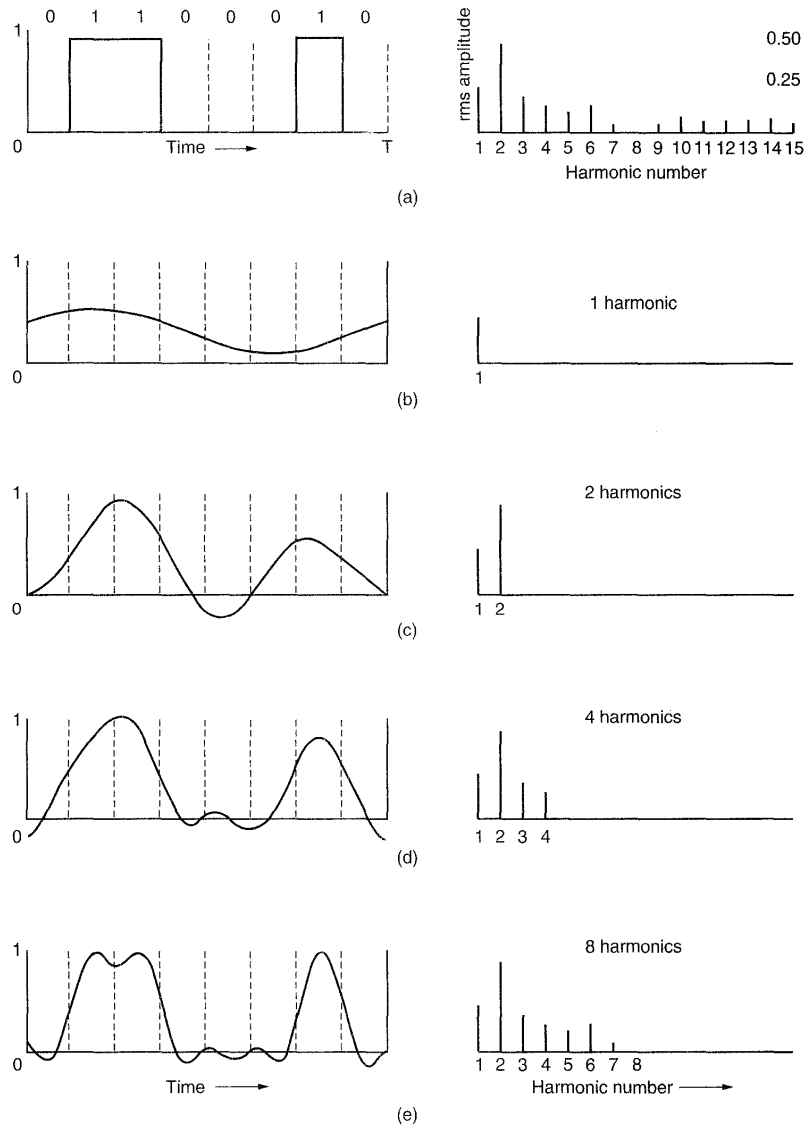 0 1 1 0 0 0 1 0
1
0
Time
T
rms amplitude
0.50
0.25
1 2 3 4 5 6 7 8 9 10 11 12 13 14 15
Harmonic number
(a)
1
0
1 harmonic
1
(b)
1
0
2 harmonics
1 2
(c)
1
0
4 harmonics
1 2 3 4
(d)
1
0
Time
8 harmonics
1 2 3 4 5 6 7 8
Harmonic number
(e)